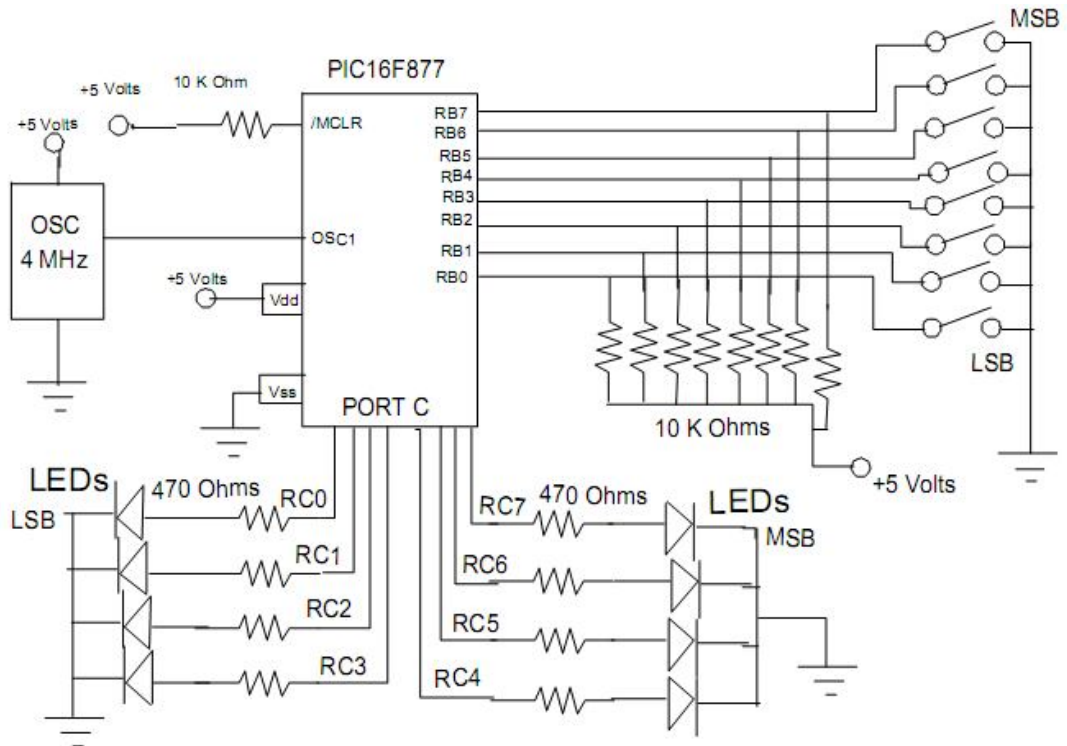 MSB
PIC16F877
10 K Ohm
+5 Volts
+5 Volts
/MCLR
RB7
RB6
RB5
RB4
RB3
RB2
RB1
RB0
OSC
4 MHz
OSC1
+5 Volts
Vdd
Vss
LSB
PORT C
10 K Ohms
+5 Volts
LEDs
470 Ohms
RC0
RC7
470 Ohms
LEDs
LSB
MSB
RC1
RC6
RC2
RC5
RC3
RC4